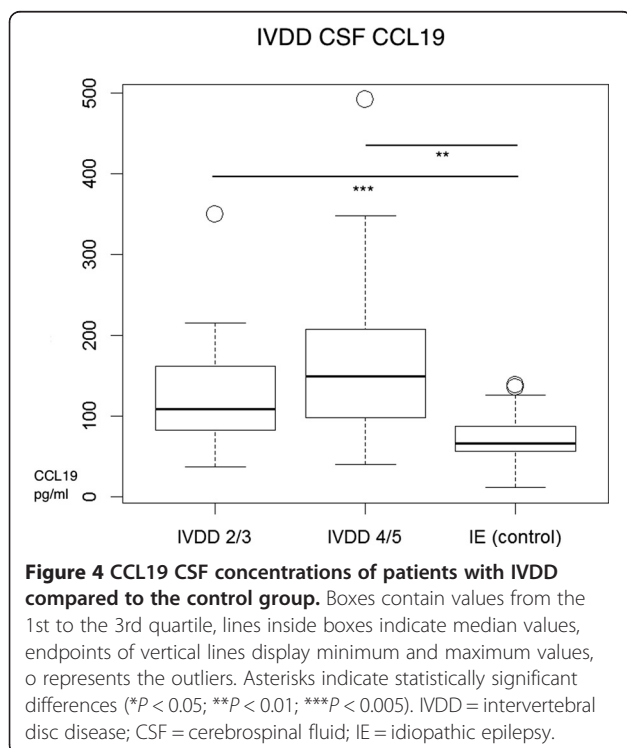 IVDD CSF CCL19
500
400
300
200
100
0
**
***
CCL19
pg/ml
IVDD 2/3
IVDD 4/5
IE (control)
Figure 4 CCL19 CSF concentrations of patients with IVDD
compared to the control group. Boxes contain values from the
1st to the 3rd quartile, lines inside boxes indicate median values,
endpoints of vertical lines display minimum and maximum values,
o represents the outliers. Asterisks indicate statistically significant
differences (*P < 0.05; **P < 0.01; ***P < 0.005). IVDD = intervertebral
disc disease; CSF = cerebrospinal fluid; IE = idiopathic epilepsy.